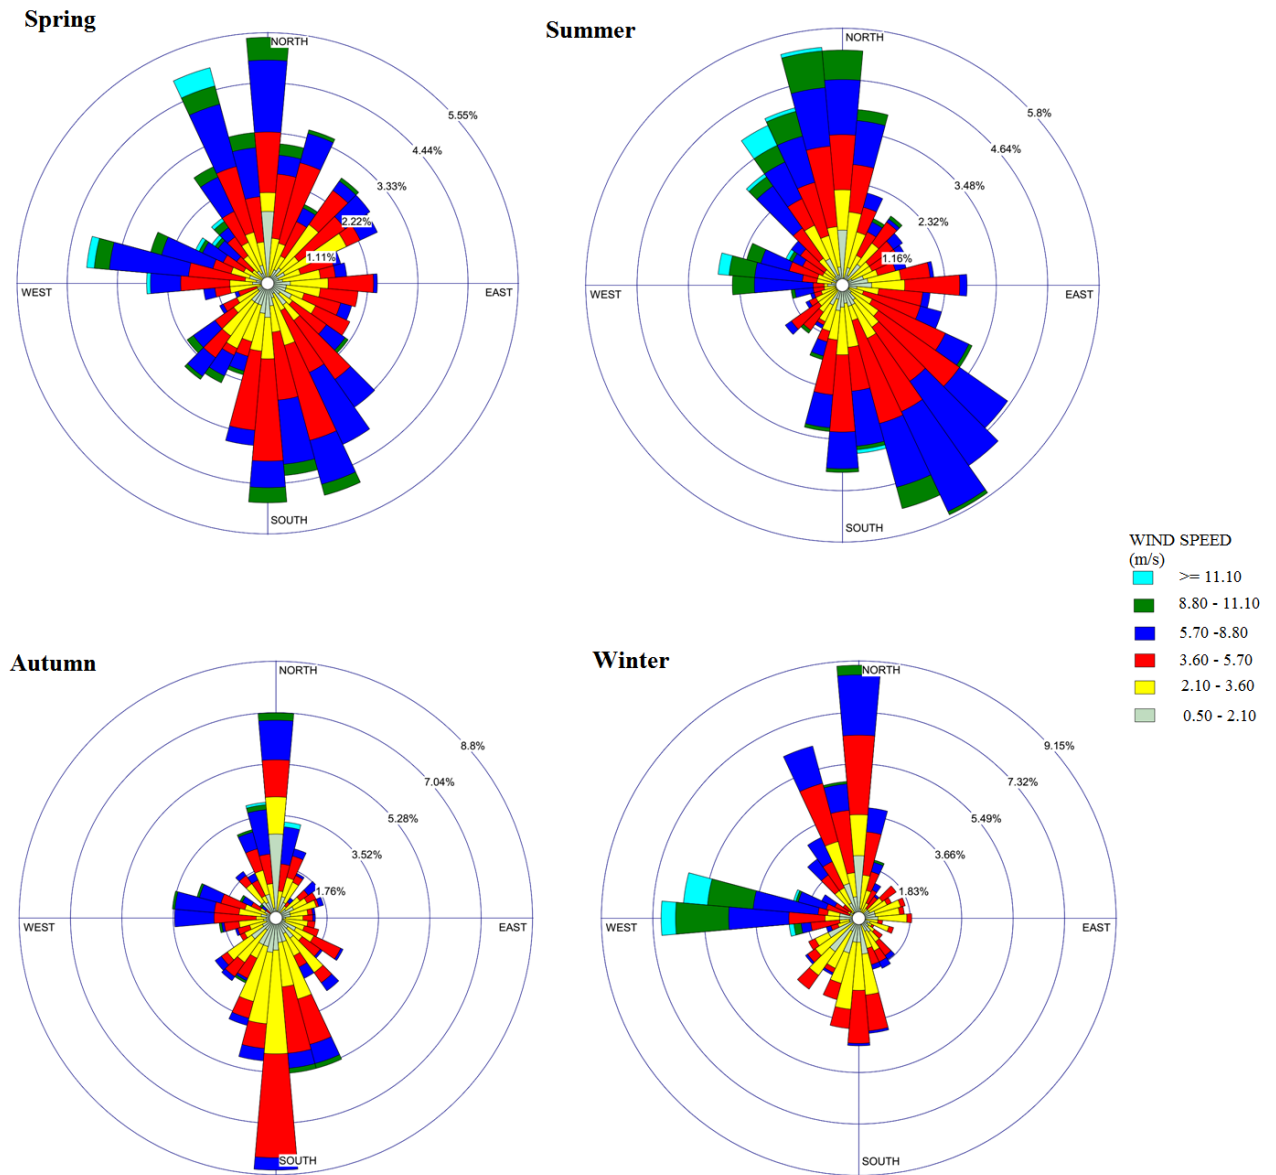 Spring
NORTH
5.55%
4.44%
3.33%
2.22%
1.11%
WEST
EAST
SOUTH
Summer
NORTH
5.8%
4.64%
3.48%
2.32%
1.16%
WEST
EAST
SOUTH
WIND SPEED
(m/s)
>= 11.10
8.80 - 11.10
5.70 -8.80
3.60 - 5.70
2.10 - 3.60
0.50 - 2.10
Autumn
NORTH
8.8%
7.04%
5.28%
3.52%
1.76%
WEST
EAST
SOUTH
Winter
NORTH
9.15%
7.32%
5.49%
3.66%
1.83%
WEST
EAST
SOUTH